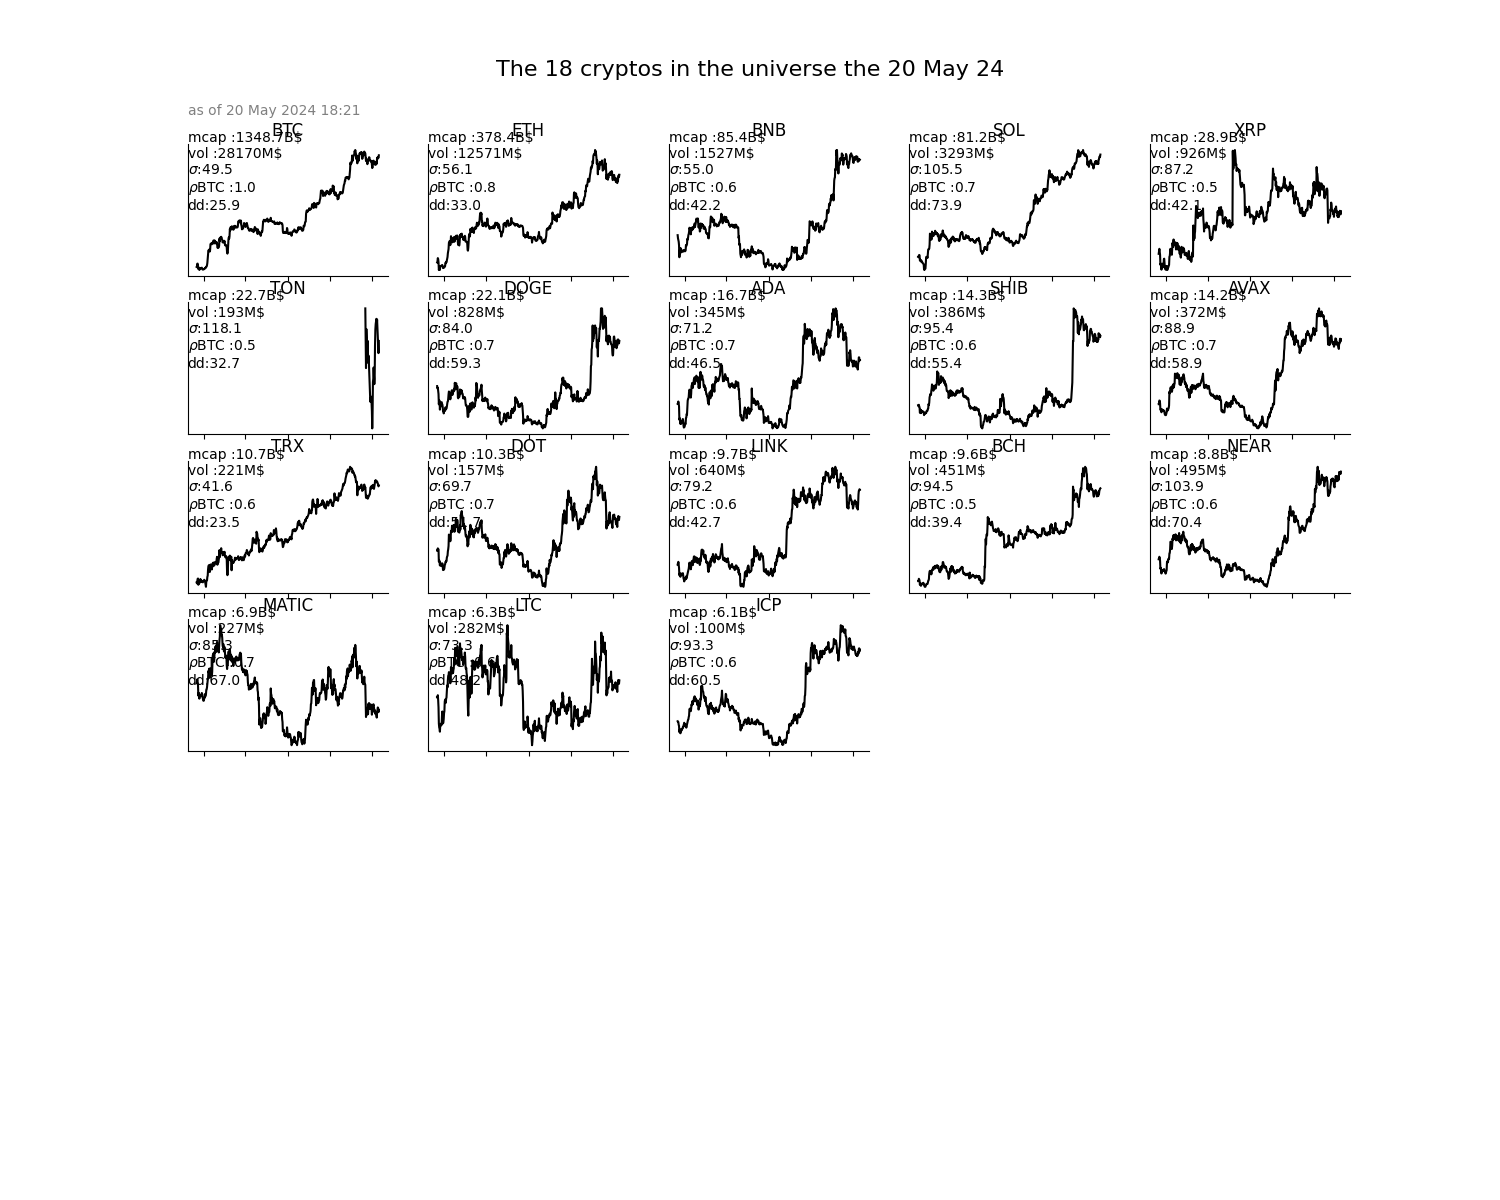 The 18 cryptos in the universe the 20 May 24
as of 20 May 2024 18:21
BTC
mcap :1348.7B$
vol :28170M$
σ:49.5
ρBTC :1.0
dd:25.9
ETH
mcap :378.4B$
vol :12571M$
σ:56.1
ρBTC :0.8
dd:33.0
BNB
mcap :85.4B$
vol :1527M$
σ:55.0
ρBTC :0.6
dd:42.2
SOL
mcap :81.2B$
vol :3293M$
σ:105.5
ρBTC :0.7
dd:73.9
XRP
mcap :28.9B$
vol :926M$
σ:87.2
ρBTC :0.5
dd:42.1
TON
mcap :22.7B$
vol :193M$
σ:118.1
ρBTC :0.5
dd:32.7
DOGE
mcap :22.1B$
vol :828M$
σ:84.0
ρBTC :0.7
dd:59.3
ADA
mcap :16.7B$
vol :345M$
σ:71.2
ρBTC :0.7
dd:46.5
SHIB
mcap :14.3B$
vol :386M$
σ:95.4
ρBTC :0.6
dd:55.4
AVAX
mcap :14.2B$
vol :372M$
σ:88.9
ρBTC :0.7
dd:58.9
TRX
mcap :10.7B$
vol :221M$
σ:41.6
ρBTC :0.6
dd:23.5
DOT
mcap :10.3B$
vol :157M$
σ:69.7
ρBTC :0.7
LINK
mcap :9.7B$
vol :640M$
σ:79.2
ρBTC :0.6
dd:42.7
BCH
mcap :9.6B$
vol :451M$
σ:94.5
ρBTC :0.5
dd:39.4
NEAR
mcap :8.8B$
vol :495M$
σ:103.9
ρBTC :0.6
dd:70.4
MATIC
mcap :6.9B$
vol :227M$
σ:85.3
ρBTC :0.7
dd:67.0
LTC
mcap :6.3B$
vol :282M$
σ:73.3
ρBTC :0.6
dd:48.2
ICP
mcap :6.1B$
vol :100M$
σ:93.3
ρBTC :0.6
dd:60.5